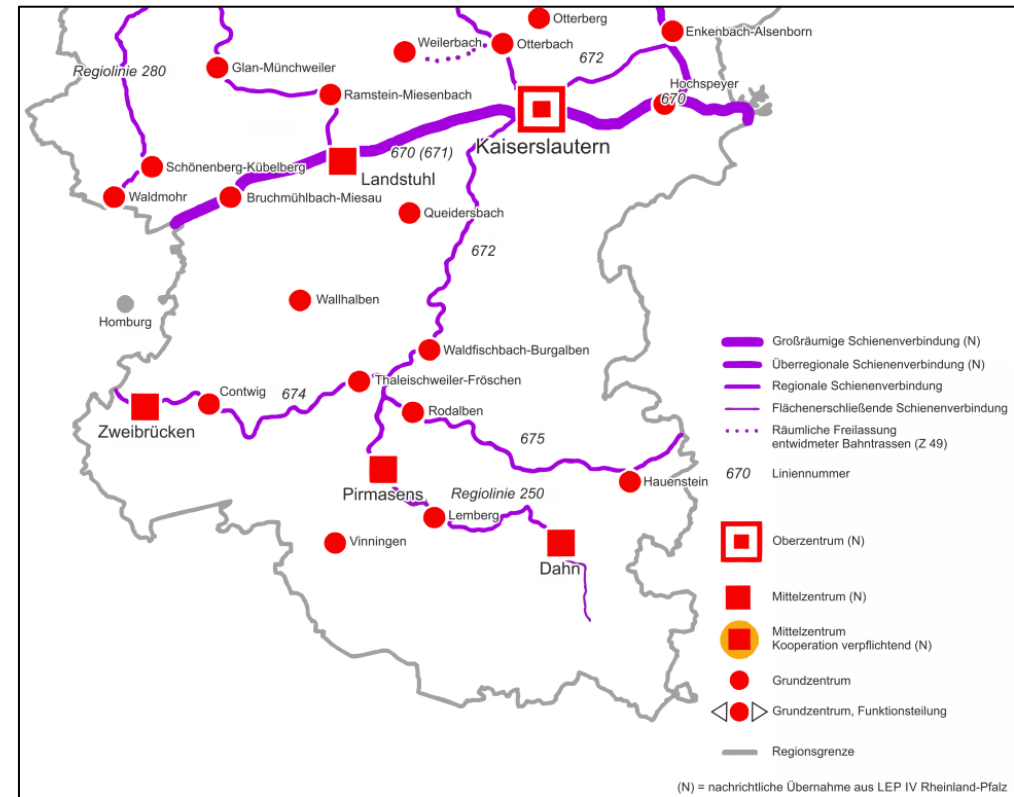 Otterberg
Enkenbach-Alsenborn
Weilerbach
Otterbach
672
Regiolinie 280
Glan-Münchweiler
Hochspeyer
Ramstein-Miesenbach
670
Kaiserslautern
670 (671)
Schönenberg-Kübelberg
Landstuhl
Waldmohr
Bruchmühlbach-Miesau
Queidersbach
672
Wallhalben
Homburg
Waldfischbach-Burgalben
Thaleischweiler-Fröschen
Contwig
674
Rodalben
Zweibrücken
675
Hauenstein
Pirmasens
Regiolinie 250
Lemberg
Vinningen
Dahn
Großräumige Schienenverbindung (N)
Überregionale Schienenverbindung (N)
Regionale Schienenverbindung
Flächenerschließende Schienenverbindung
Räumliche Freilassung
entwidmeter Bahntrassen (Z 49)
670 Liniennummer
Oberzentrum (N)
Mittelzentrum (N)
Mittelzentrum
Kooperation verpflichtend (N)
Grundzentrum
Grundzentrum, Funktionsteilung
Regionsgrenze
(N) = nachrichtliche Übernahme aus LEP IV Rheinland-Pfalz